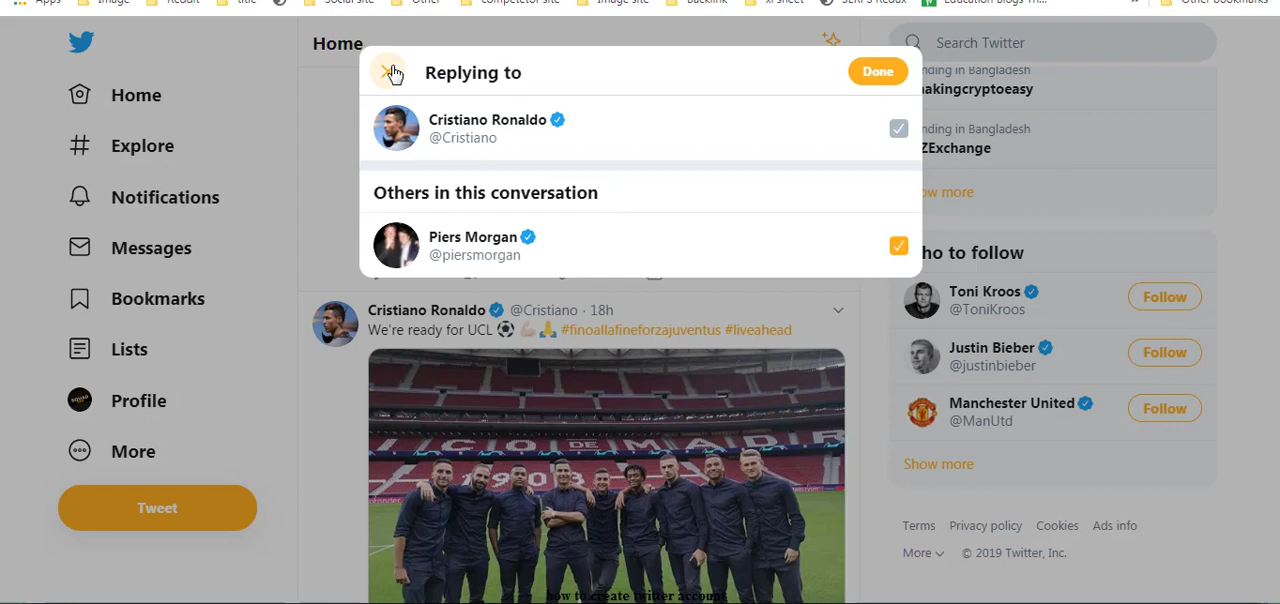 Apps Image Reddit title Social site Other competetor site Image site Backlink xl sheet SERPs Redux Education Blogs Other bookmarks
Home
Search Twitter
Replying to
Done
Cristiano Ronaldo
@Cristiano
Others in this conversation
Piers Morgan
@piersmorgan
Home
Explore
Notifications
Messages
Bookmarks
Lists
Profile
More
Tweet
Cristiano Ronaldo @Cristiano · 18h
We're ready for UCL ⚽ 💪🏻 🙏 #finoallafineforzajuventus #liveahead
nding in Bangladesh
akingcryptoeasy
nding in Bangladesh
ZExchange
ow more
ho to follow
Toni Kroos
@ToniKroos
Follow
Justin Bieber
@justinbieber
Follow
Manchester United
@ManUtd
Follow
Show more
Terms Privacy policy Cookies Ads info
More © 2019 Twitter, Inc.
ICO DE MADR
1903
how to create twitter account